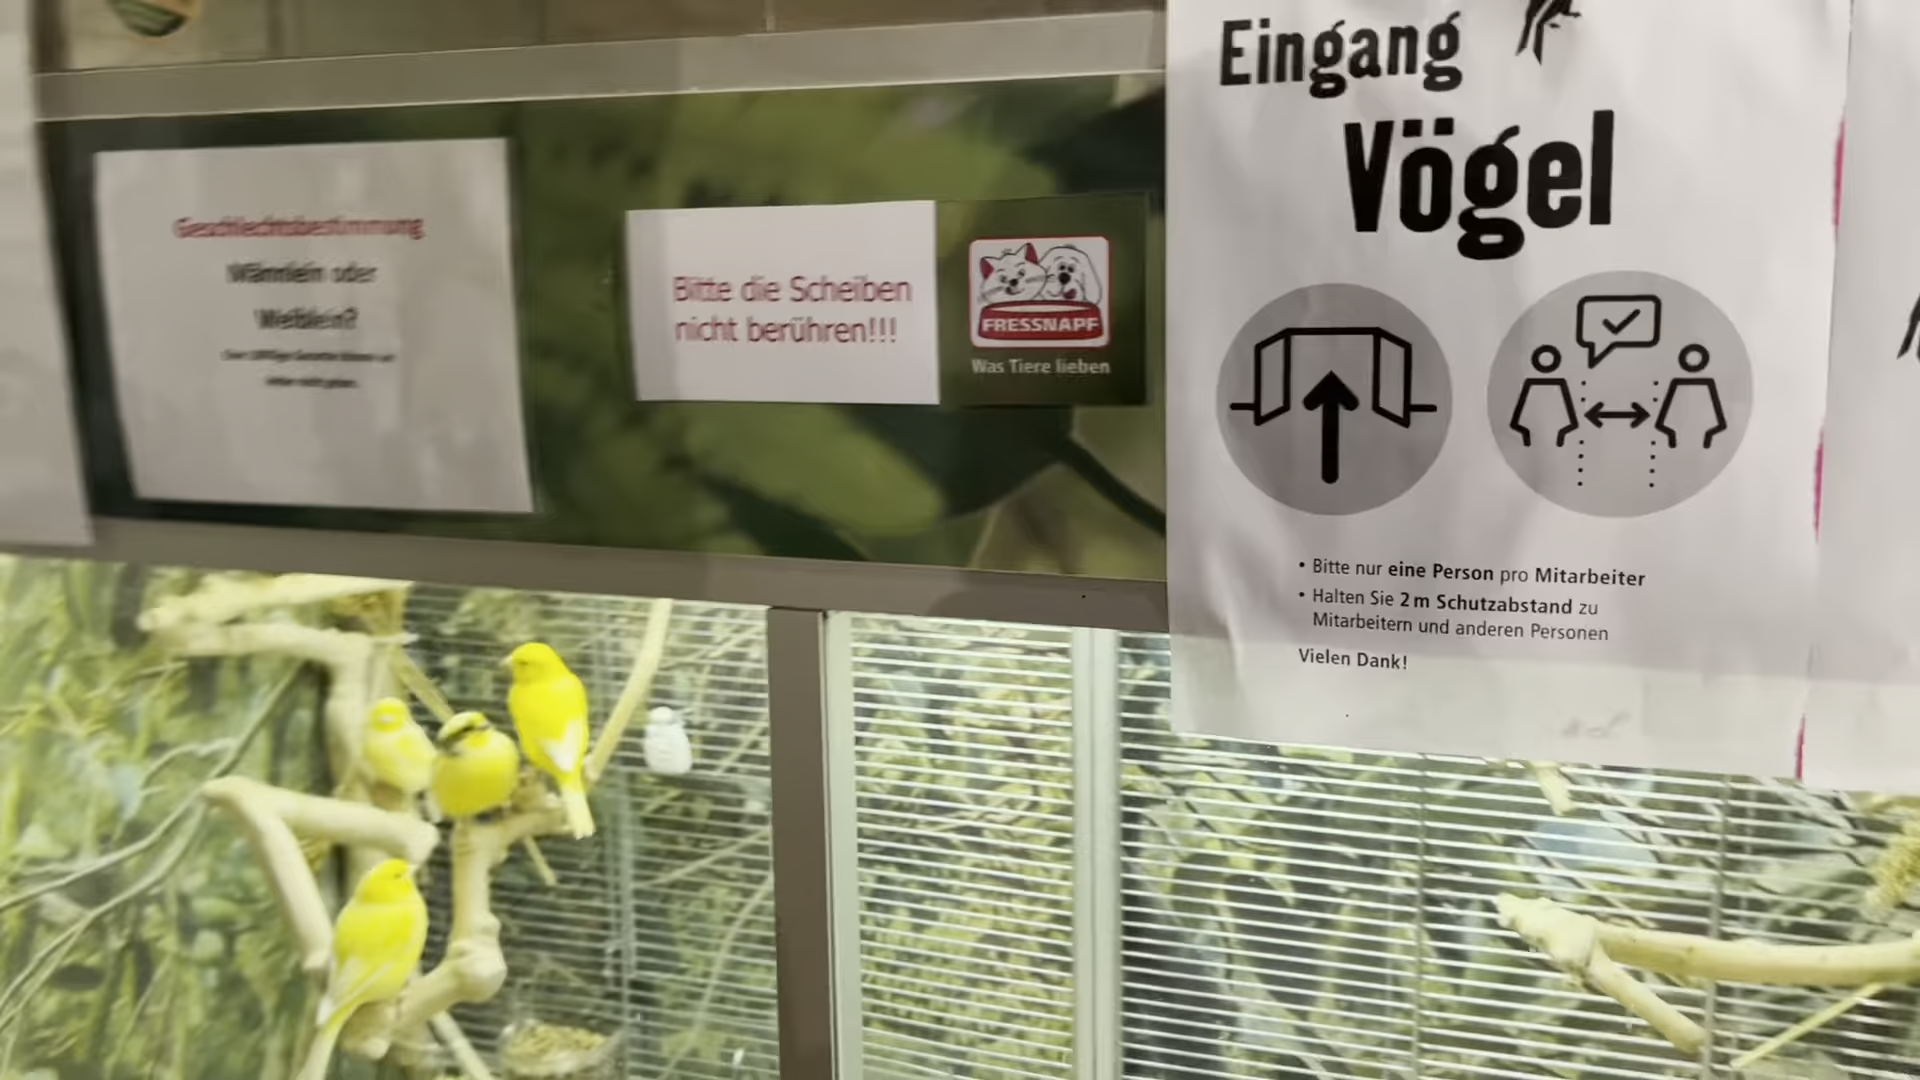 Geschlechtsbestimmung
Männlein oder
Weiblein?
Bitte die Scheiben
nicht berühren!!!
FRESSNAPF
Was Tiere lieben
Eingang
Vögel
• Bitte nur eine Person pro Mitarbeiter
• Halten Sie 2 m Schutzabstand zu
Mitarbeitern und anderen Personen
Vielen Dank!